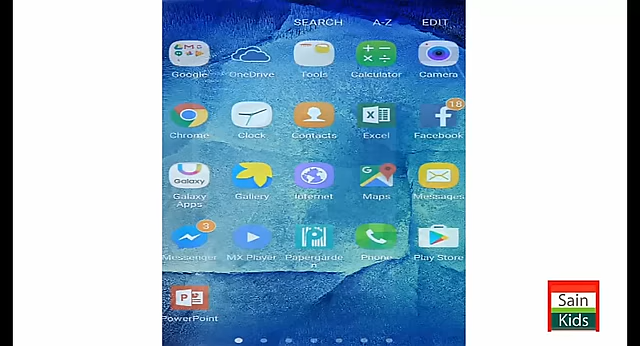 SEARCH A-Z EDIT
Google OneDrive Tools Calculator Camera
18
Chrome Clock Contacts Excel Facebook
Galaxy
Galaxy Apps Gallery Internet Maps Messages
3
Messenger MX Player Papergarden Phone Play Store
PowerPoint
Sain
Kids